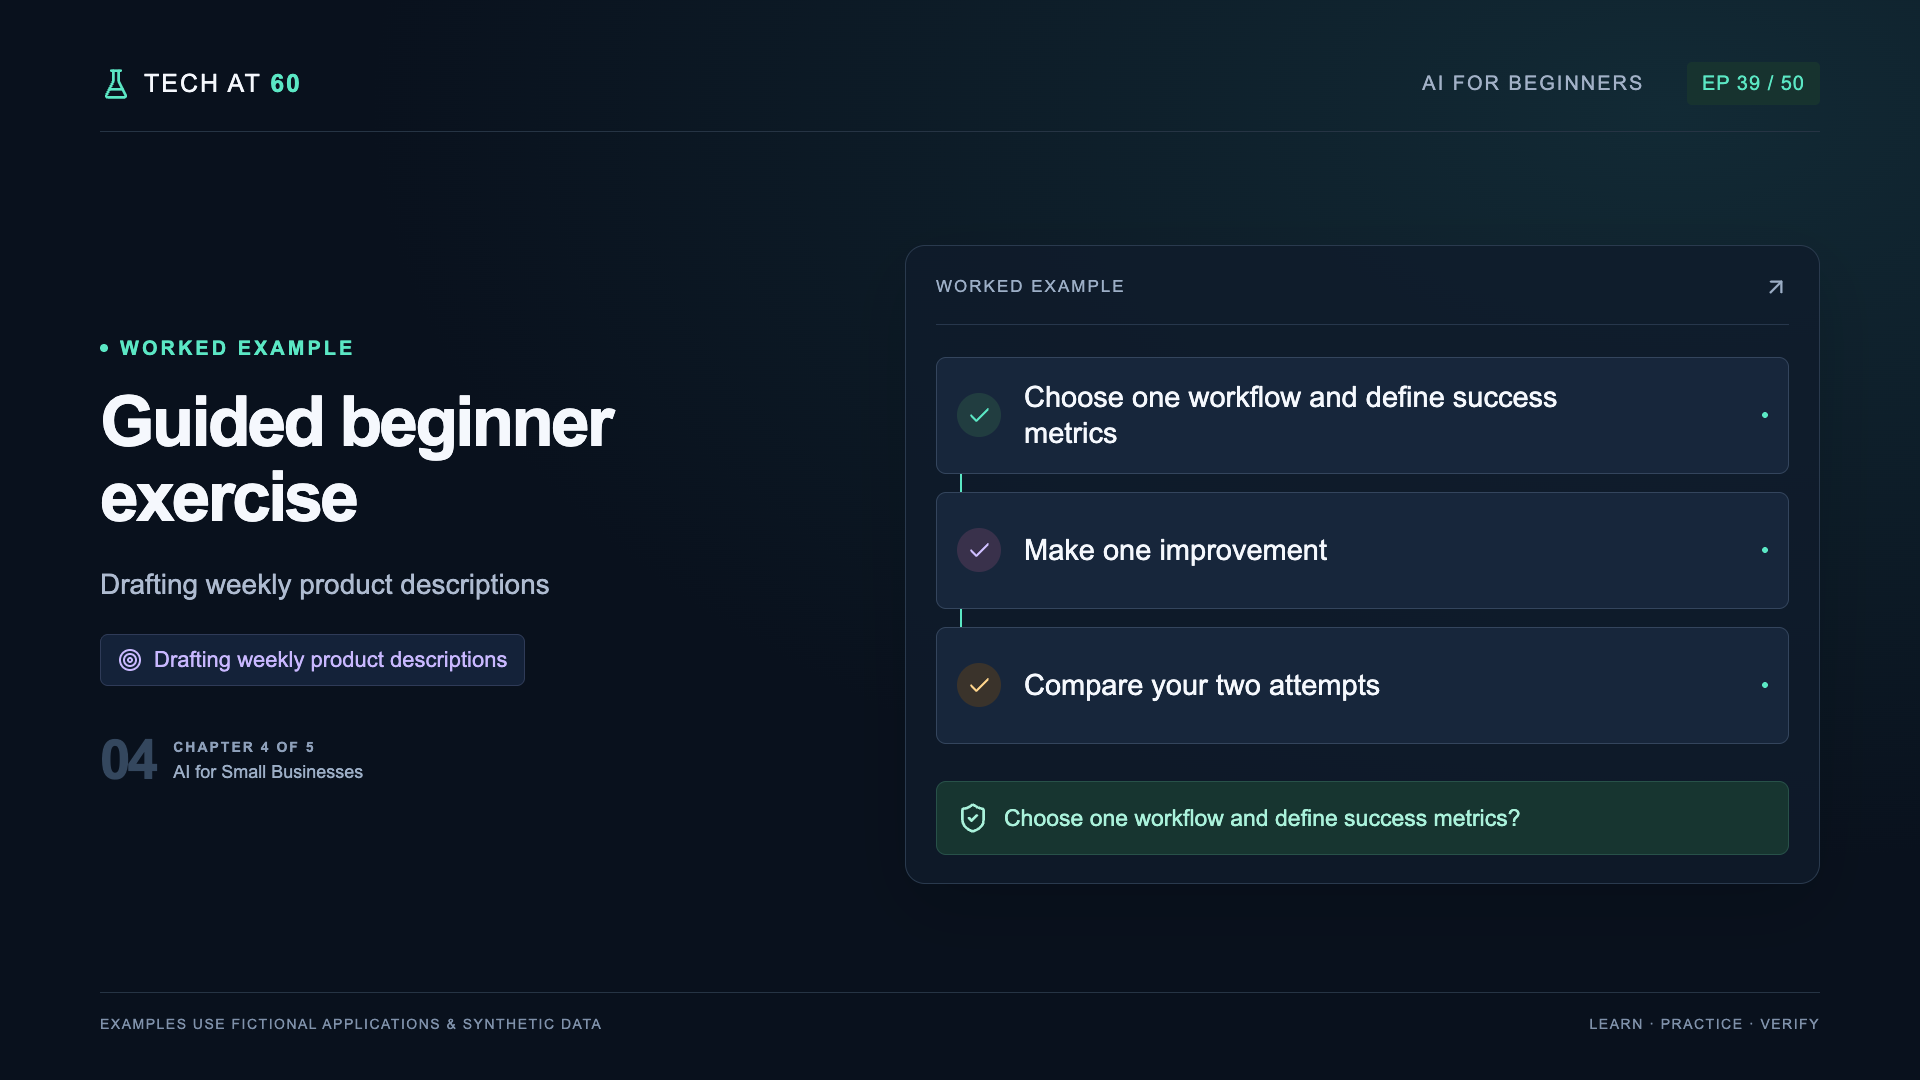 TECH AT 60
AI FOR BEGINNERS
EP 39 / 50
WORKED EXAMPLE
Guided beginner
exercise
Drafting weekly product descriptions
Drafting weekly product descriptions
04
CHAPTER 4 OF 5
AI for Small Businesses
WORKED EXAMPLE
Choose one workflow and define success
metrics
Make one improvement
Compare your two attempts
Choose one workflow and define success metrics?
EXAMPLES USE FICTIONAL APPLICATIONS & SYNTHETIC DATA
LEARN · PRACTICE · VERIFY